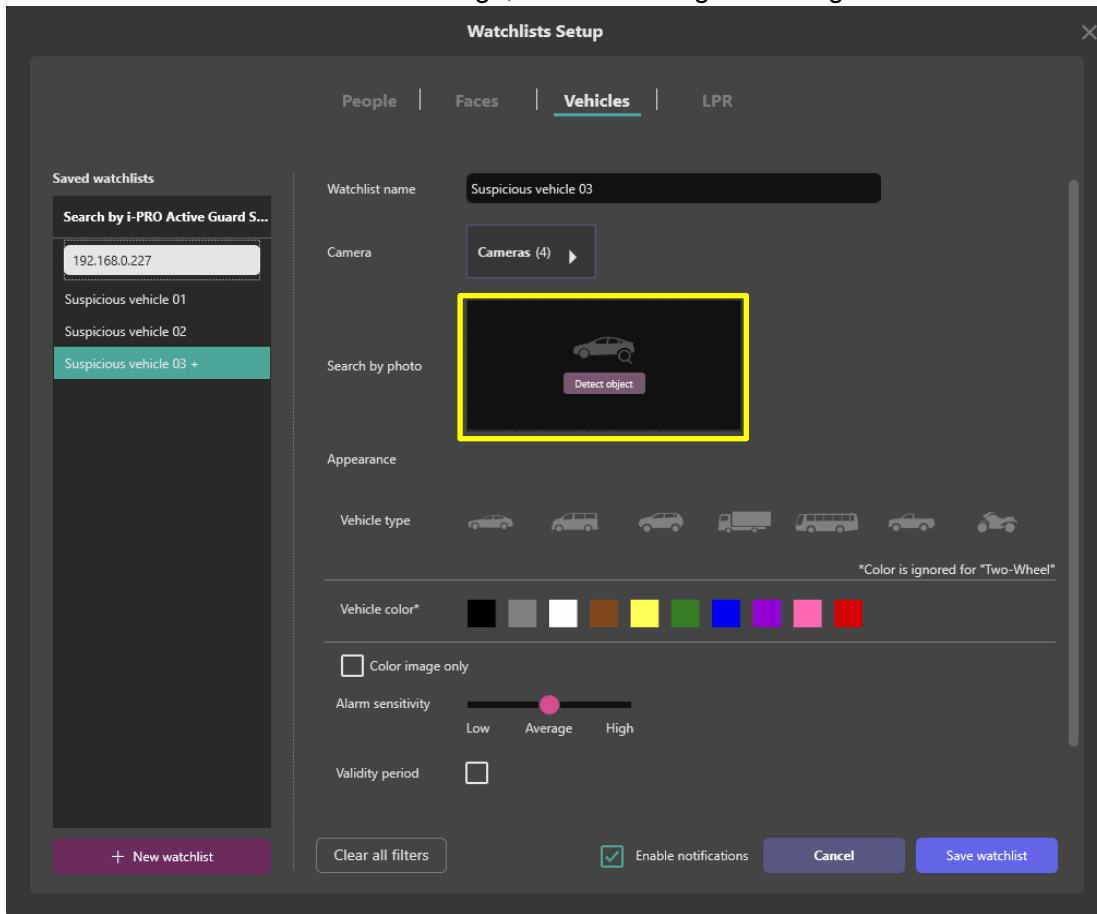 Watchlists Setup
People
Faces
Vehicles
LPR
Saved watchlists
Search by i-PRO Active Guard S...
192.168.0.227
Suspicious vehicle 01
Suspicious vehicle 02
Suspicious vehicle 03 +
+ New watchlist
Watchlist name
Suspicious vehicle 03
Camera
Cameras (4)
Search by photo
Detect object
Appearance
Vehicle type
*Color is ignored for "Two-Wheel"
Vehicle color*
Color image only
Alarm sensitivity
Low Average High
Validity period
Clear all filters
Enable notifications
Cancel
Save watchlist